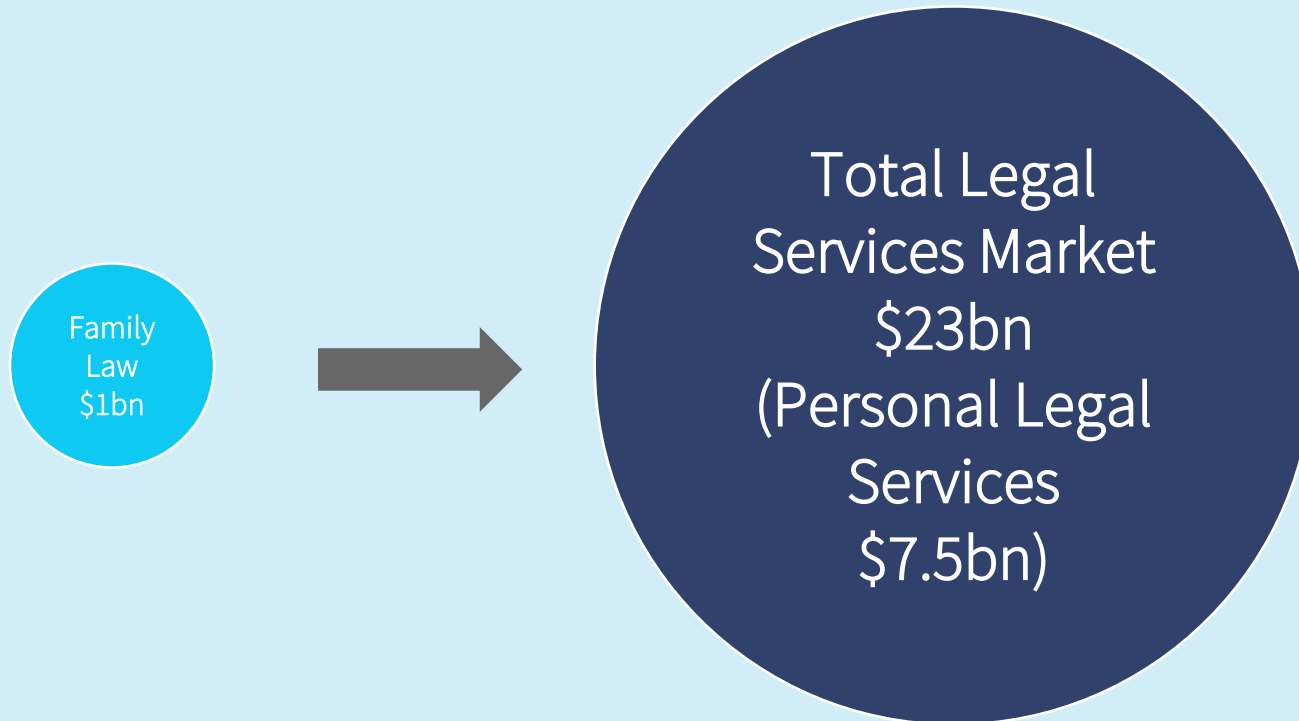 Family
Law
$1bn
Total Legal
Services Market
$23bn
(Personal Legal
Services
$7.5bn)